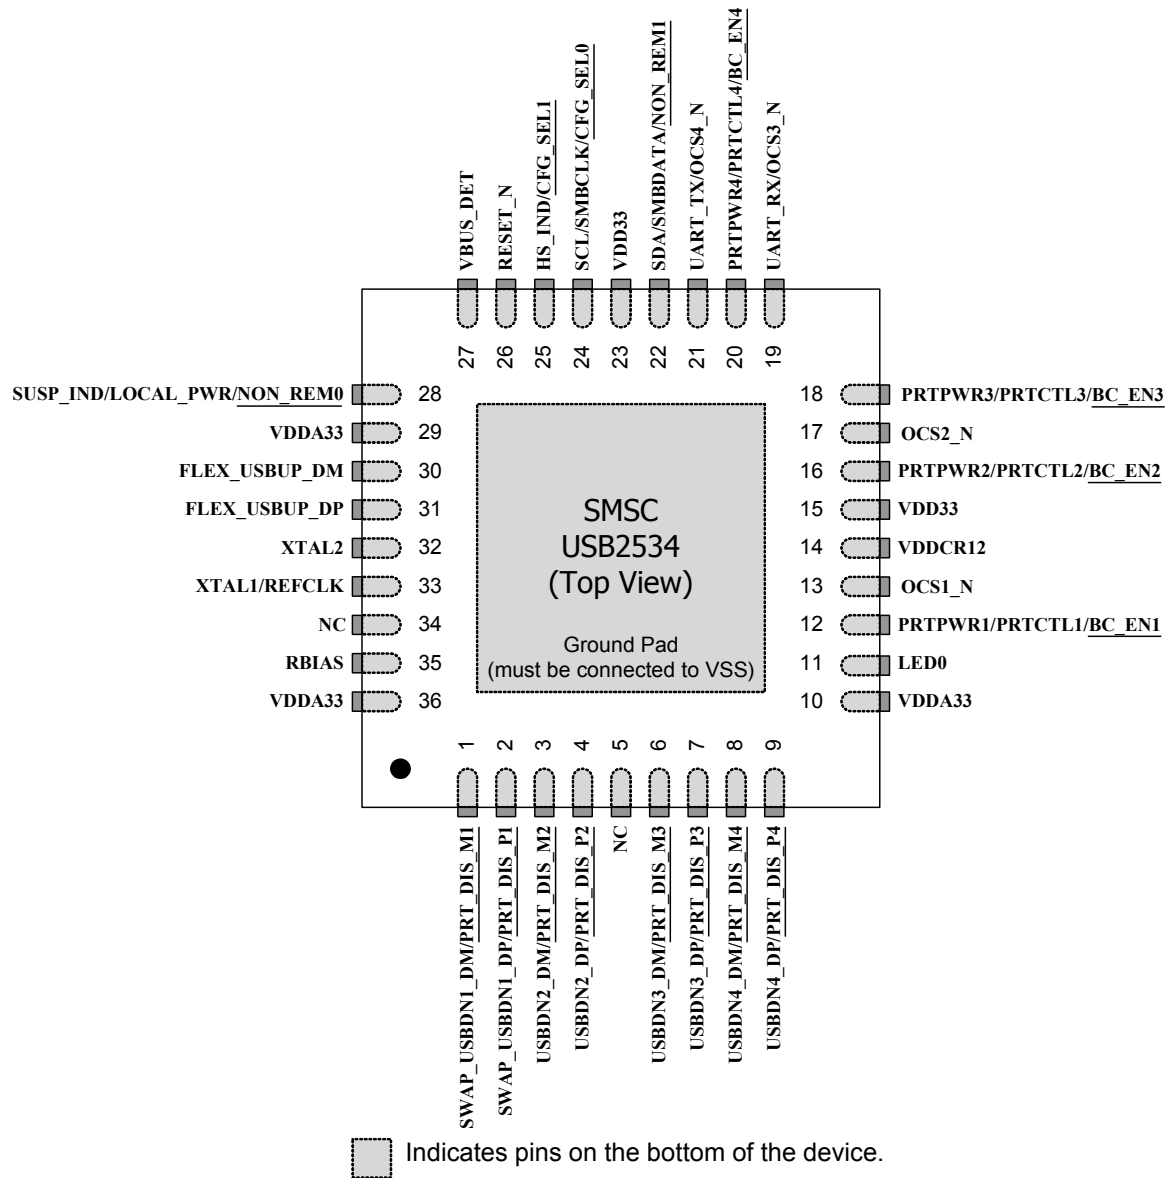 VBUS_DET
RESET_N
HS_IND/CFG_SEL1
SCL/SMBCLK/CFG_SEL0
VDD33
SDA/SMBDATA/NON_REM1
UART_TX/OCS4_N
PRTPWR4/PRTCTL4/BC_EN4
UART_RX/OCS3_N
27
26
25
24
23
22
21
20
19
SUSP_IND/LOCAL_PWR/NON_REM0
28
VDDA33
29
FLEX_USBUP_DM
30
FLEX_USBUP_DP
31
XTAL2
32
XTAL1/REFCLK
33
NC
34
RBIAS
35
VDDA33
36
SMSC
USB2534
(Top View)
Ground Pad
(must be connected to VSS)
18
PRTPWR3/PRTCTL3/BC_EN3
17
OCS2_N
16
PRTPWR2/PRTCTL2/BC_EN2
15
VDD33
14
VDDCR12
13
OCS1_N
12
PRTPWR1/PRTCTL1/BC_EN1
11
LED0
10
VDDA33
1
2
3
4
5
6
7
8
9
SWAP_USBDN1_DM/PRT_DIS_M1
SWAP_USBDN1_DP/PRT_DIS_P1
USBDN2_DM/PRT_DIS_M2
USBDN2_DP/PRT_DIS_P2
NC
USBDN3_DM/PRT_DIS_M3
USBDN3_DP/PRT_DIS_P3
USBDN4_DM/PRT_DIS_M4
USBDN4_DP/PRT_DIS_P4
Indicates pins on the bottom of the device.